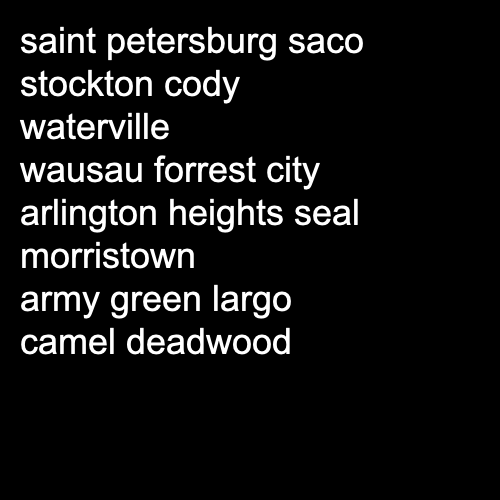 saint petersburg saco
stockton cody
waterville
wausau forrest city
arlington heights seal
morristown
army green largo
camel deadwood